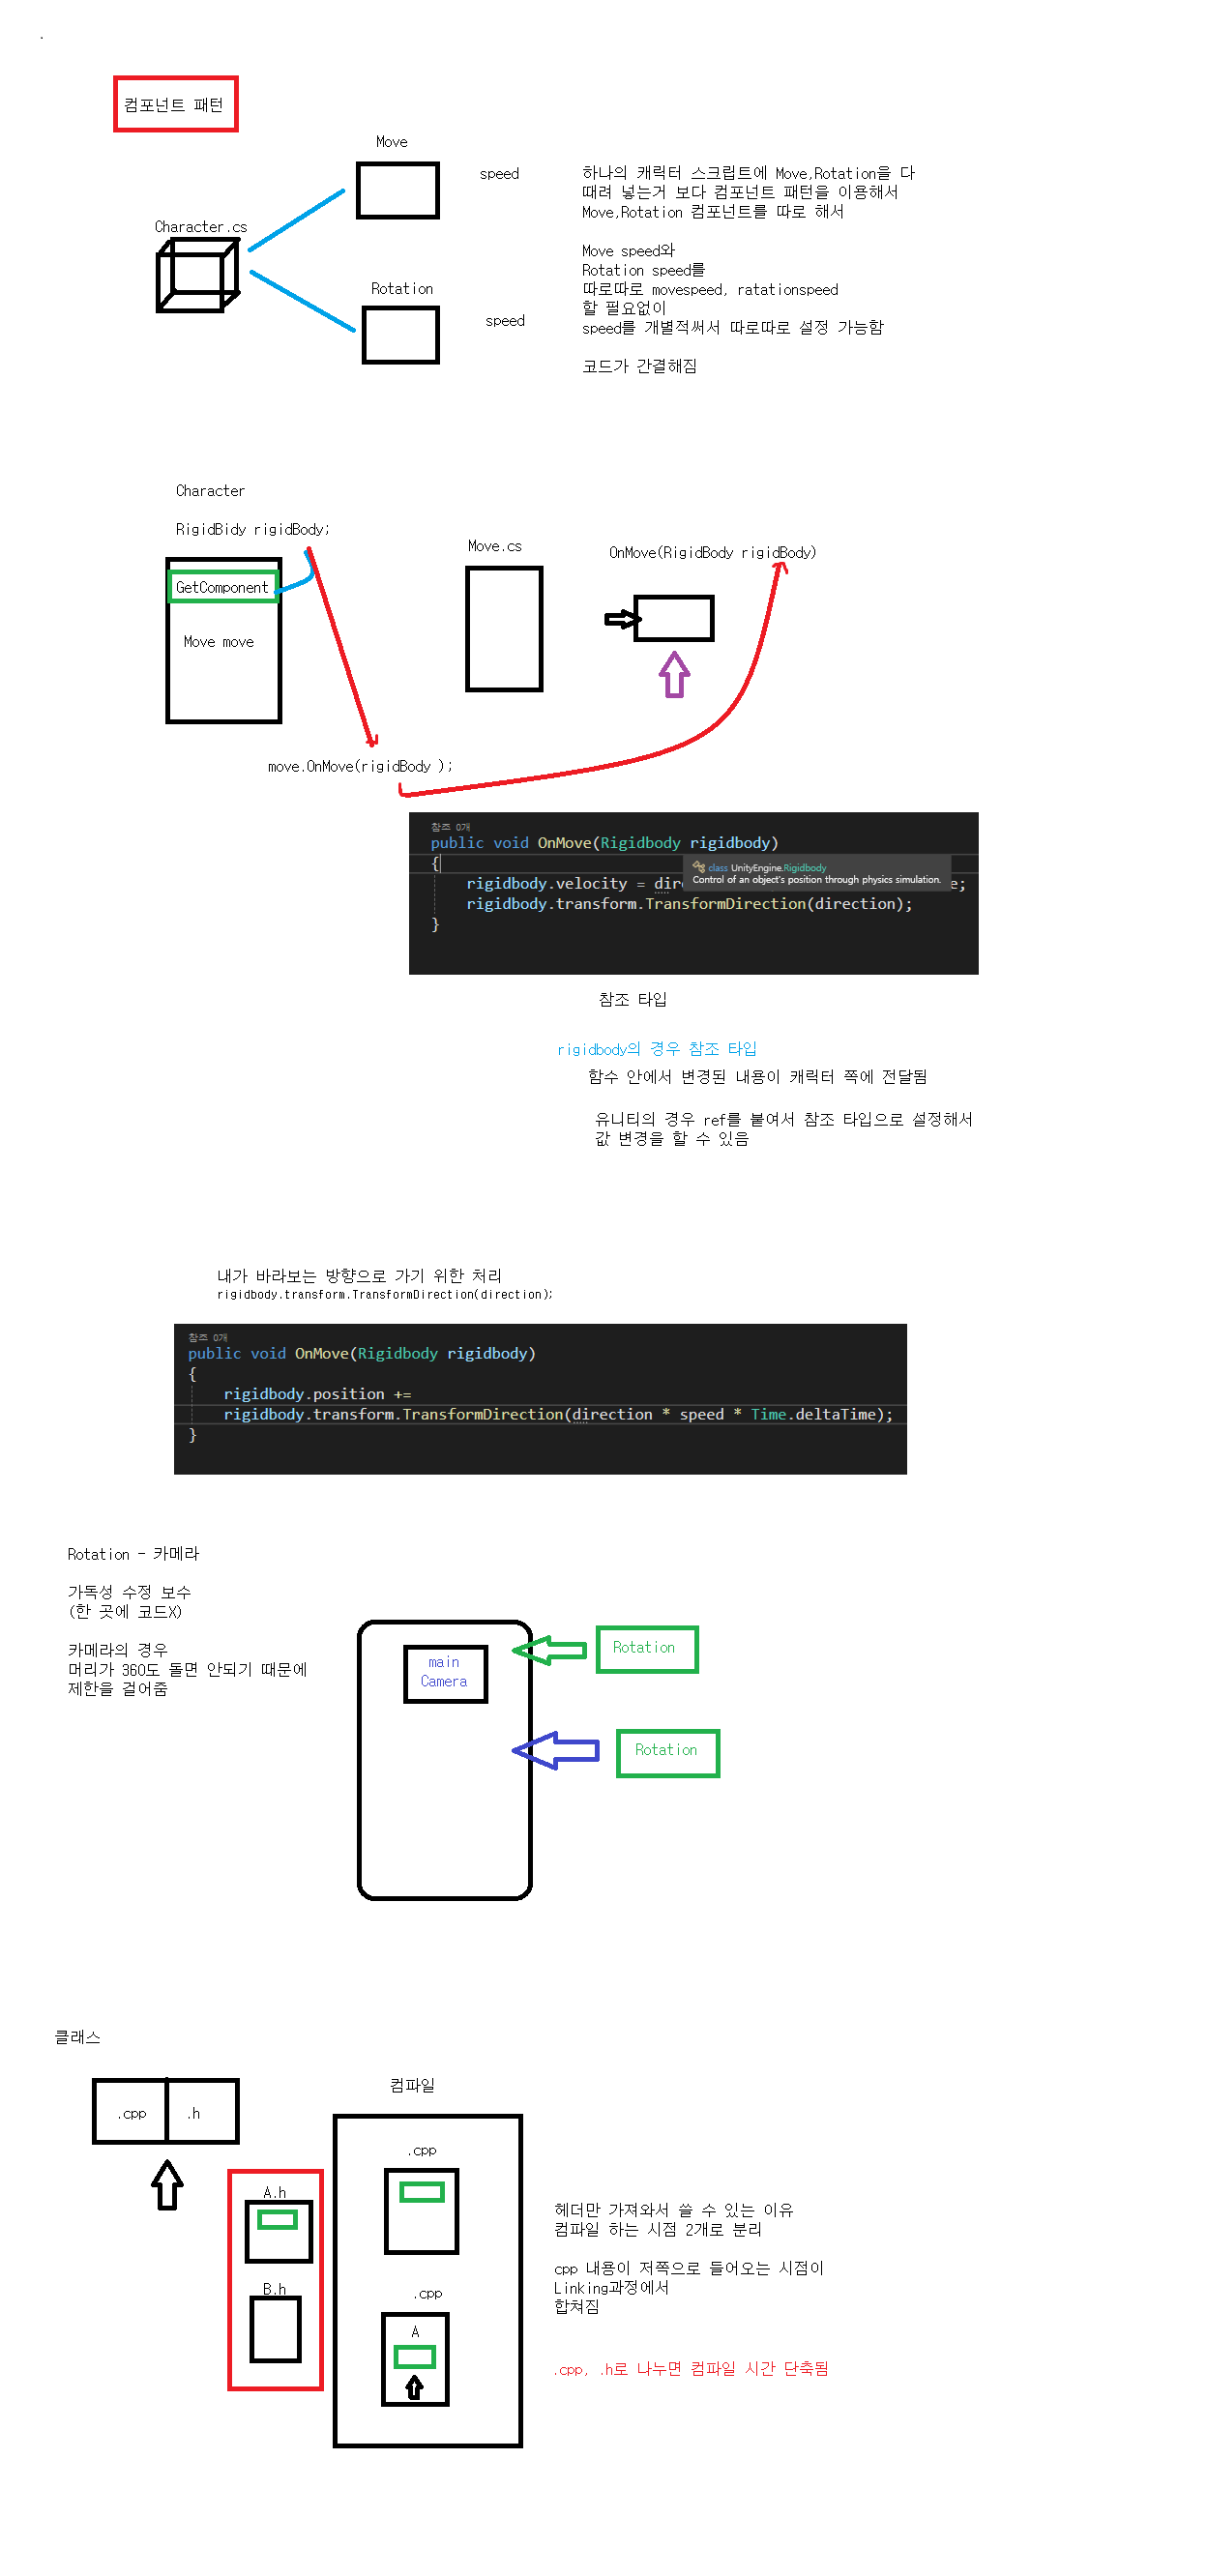 컴포넌트 패턴
Move
speed
Character.cs
Rotation
speed
하나의 캐릭터 스크립트에 Move,Rotation을 다
때려 넣는거 보다 컴포넌트 패턴을 이용해서
Move,Rotation 컴포넌트를 따로 해서
Move speed와
Rotation speed를
따로따로 movespeed, ratationspeed
할 필요없이
speed를 개별적써서 따로따로 설정 가능함
코드가 간결해짐
Character
RigidBidy rigidBody;
GetComponent
Move move
Move.cs
OnMove(RigidBody rigidBody)
move.OnMove(rigidBody );
참조 0개
public void OnMove(Rigidbody rigidbody)
{
class UnityEngine.Rigidbody
Control of an object's position through physics simulation.
rigidbody.velocity = dir e;
rigidbody.transform.TransformDirection(direction);
}
참조 타입
rigidbody의 경우 참조 타입
함수 안에서 변경된 내용이 캐릭터 쪽에 전달됨
유니티의 경우 ref를 붙여서 참조 타입으로 설정해서
값 변경을 할 수 있음
내가 바라보는 방향으로 가기 위한 처리
rigidbody.transform.TransformDirection(direction);
참조 0개
public void OnMove(Rigidbody rigidbody)
{
rigidbody.position +=
rigidbody.transform.TransformDirection(direction * speed * Time.deltaTime);
}
Rotation - 카메라
가독성 수정 보수
(한 곳에 코드X)
카메라의 경우
머리가 360도 돌면 안되기 때문에
제한을 걸어줌
main
Camera
Rotation
Rotation
클래스
.cpp
.h
컴파일
.cpp
A.h
B.h
.cpp
A
헤더만 가져와서 쓸 수 있는 이유
컴파일 하는 시점 2개로 분리
cpp 내용이 저쪽으로 들어오는 시점이
Linking과정에서
합쳐짐
.cpp, .h로 나누면 컴파일 시간 단축됨